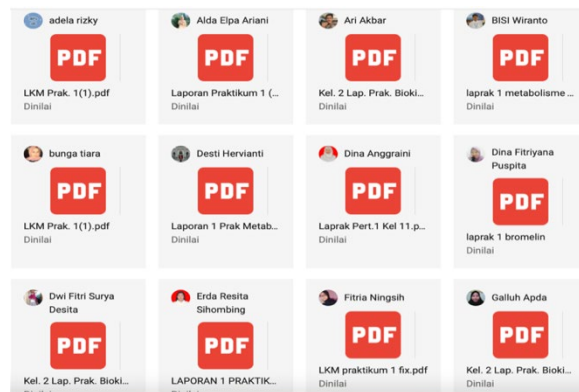 adela rizky
PDF
LKM Prak. 1(1).pdf
Dinilai
Alda Elpa Ariani
PDF
Laporan Praktikum 1 (...
Dinilai
Ari Akbar
PDF
Kel. 2 Lap. Prak. Bioki...
Dinilai
BISI Wiranto
PDF
laprak 1 metabolisme ...
Dinilai
bunga tiara
PDF
LKM Prak. 1(1).pdf
Dinilai
Desti Hervianti
PDF
Laporan 1 Prak Metab...
Dinilai
Dina Anggraini
PDF
Laprak Pert.1 Kel 11.p...
Dinilai
Dina Fitriyana
Puspita
PDF
laprak 1 bromelin
Dinilai
Dwi Fitri Surya
Desita
PDF
Kel. 2 Lap. Prak. Bioki...
Erda Resita
Sihombing
PDF
LAPORAN 1 PRAKTIK...
Fitria Ningsih
PDF
LKM praktikum 1 fix.pdf
Dinilai
Galluh Apda
PDF
Kel. 2 Lap. Prak. Bioki...
Dinilai